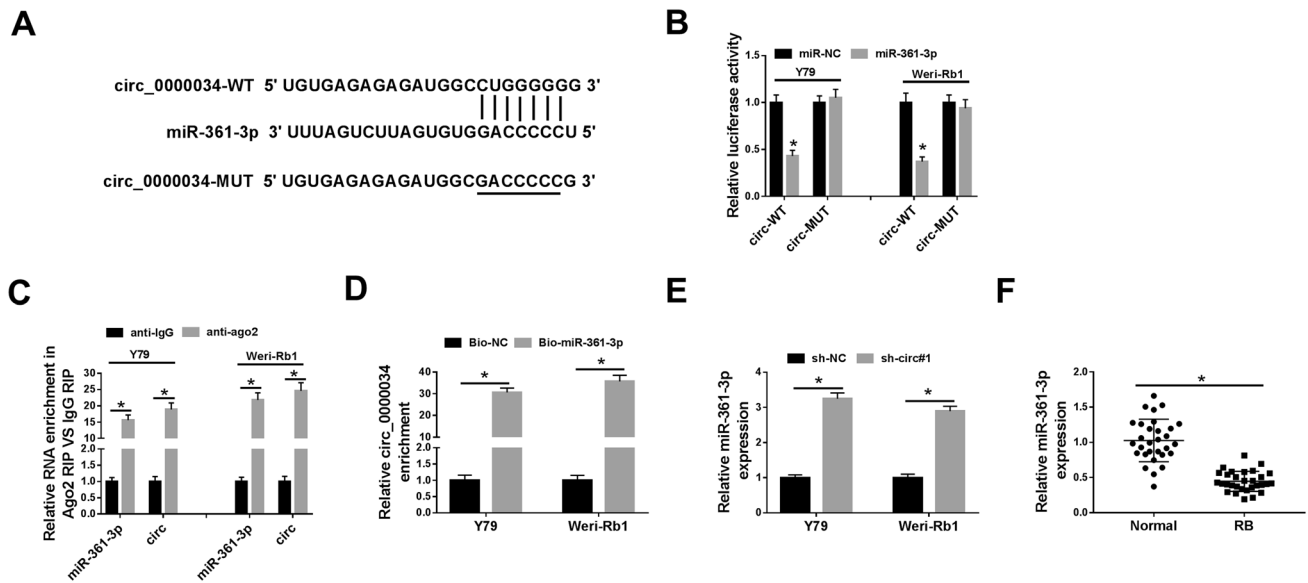 A
circ_0000034-WT 5' UGUGAGAGAGAUGGCCUGGGGGG 3'
miR-361-3p 3' UUUAGUCUUAGUGUGGACCCCCU 5'
circ_0000034-MUT 5' UGUGAGAGAGAUGGCGACCCCCG 3'
B
miR-NC miR-361-3p
Y79 Weri-Rb1
Relative luciferase activity
1.5
1.0
0.5
0.0
* *
circ-WT circ-MUT circ-WT circ-MUT
C
anti-IgG anti-ago2
Y79 Weri-Rb1
Relative RNA enrichment in
Ago2 RIP VS IgG RIP
30
25
20
15
10
2.0
1.5
1.0
0.5
0.0
* * * *
miR-361-3p circ miR-361-3p circ
D
Bio-NC Bio-miR-361-3p
Relative circ_0000034
enrichment
40
30
20
2.0
1.5
1.0
0.5
0.0
* *
Y79 Weri-Rb1
E
sh-NC sh-circ#1
Relative miR-361-3p
expression
4
3
2
1
0
* *
Y79 Weri-Rb1
F
Relative miR-361-3p
expression
2.0
1.5
1.0
0.5
0.0
*
Normal RB